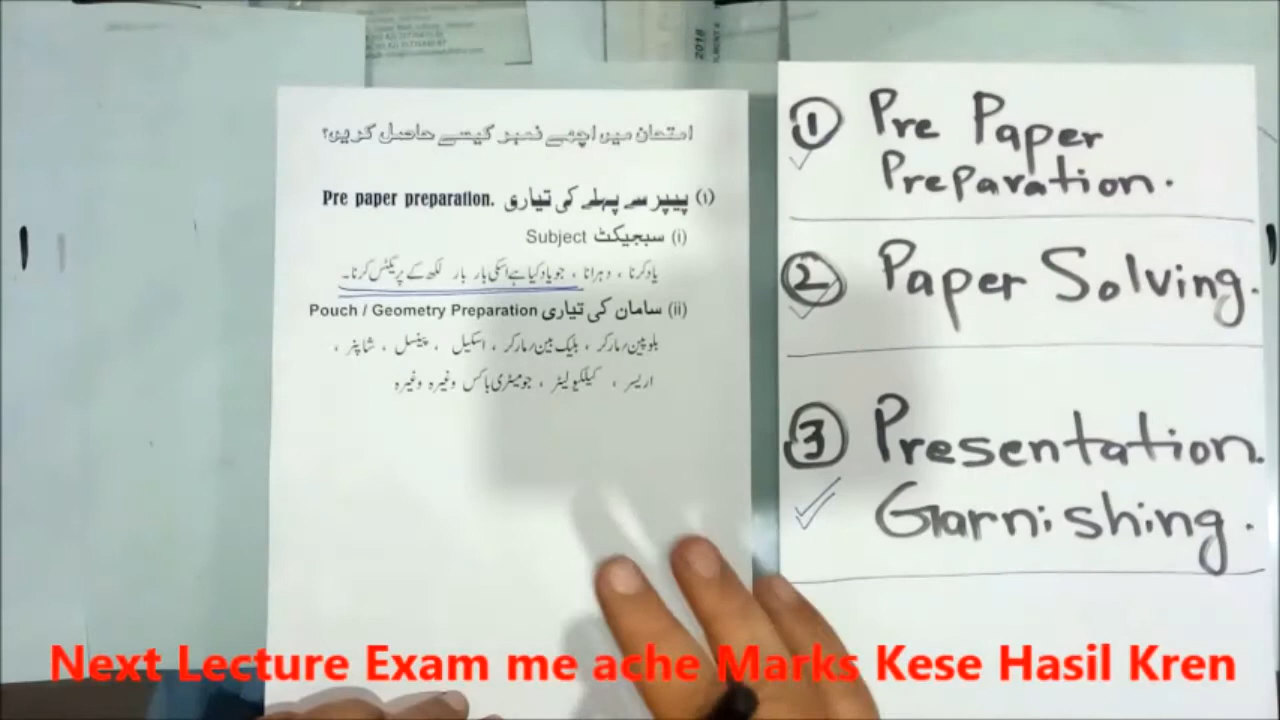 امتحان میں اچھے نمبر کیسے حاصل کریں؟
(۱) پیپر سے پہلے کی تیاری Pre paper preparation.
(i) سبجیکٹ Subject
یاد کرنا ، دہرانا ، جو یاد کیا ہے اسکی بار بار لکھ کے پریکٹس کرنا۔
(ii) سامان کی تیاری Pouch / Geometry Preparation
بلو پین/مارکر ، بلیک پین/مارکر ، اسکیل ، پینسل ، شاپنر ،
اریسر ، کیلکیولیٹر ، جومیٹری باکس وغیرہ وغیرہ
2018
1 Pre Paper
Preparation.
2 Paper Solving.
3 Presentation.
Garnishing.
Next Lecture Exam me ache Marks Kese Hasil Kren